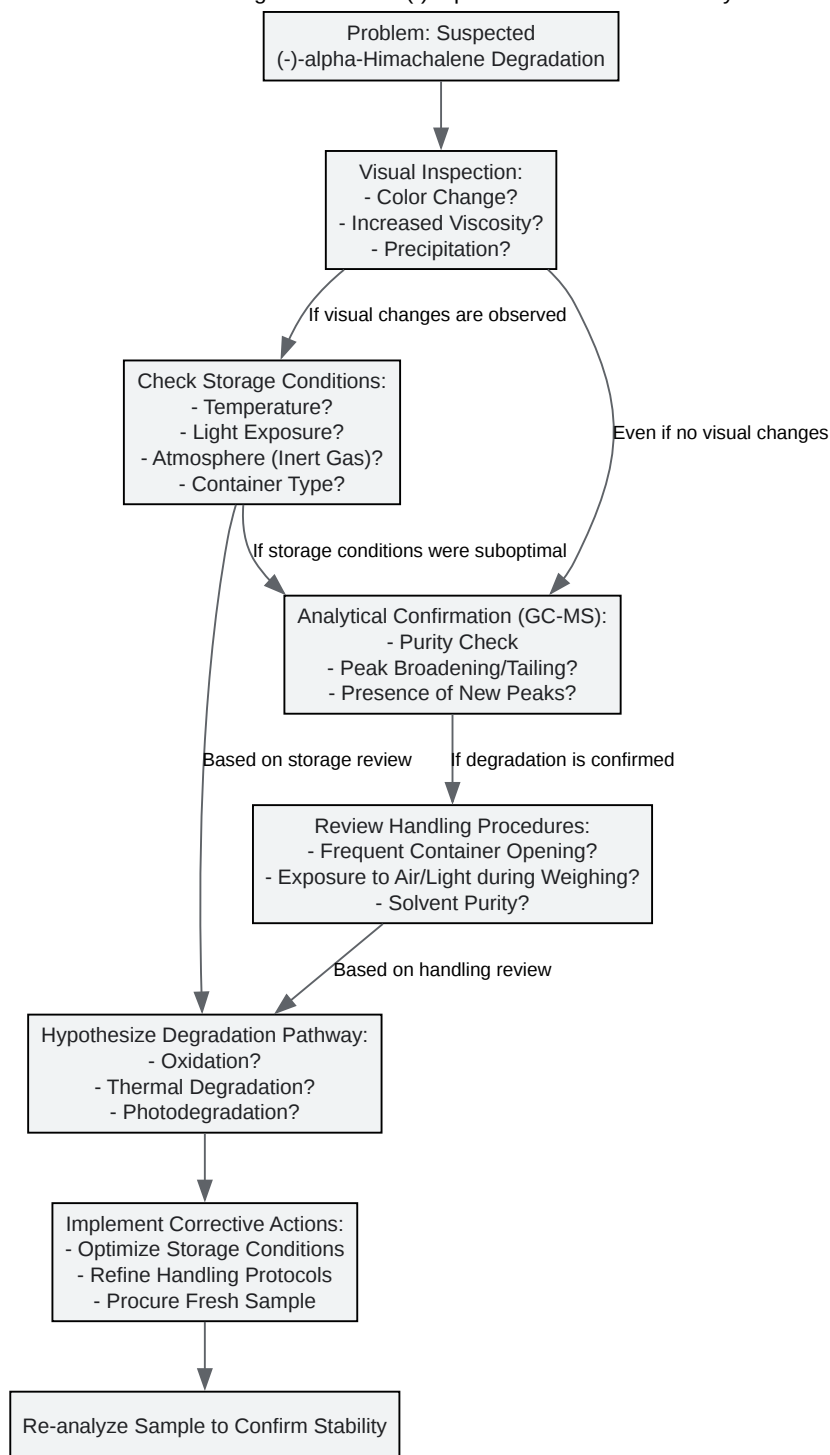 Problem: Suspected
(-)-alpha-Himachalene Degradation
Visual Inspection:
- Color Change?
- Increased Viscosity?
- Precipitation?
If visual changes are observed
Check Storage Conditions:
- Temperature?
- Light Exposure?
- Atmosphere (Inert Gas)?
- Container Type?
Even if no visual changes
If storage conditions were suboptimal
Analytical Confirmation (GC-MS):
- Purity Check
- Peak Broadening/Tailing?
- Presence of New Peaks?
Based on storage review
If degradation is confirmed
Review Handling Procedures:
- Frequent Container Opening?
- Exposure to Air/Light during Weighing?
- Solvent Purity?
Based on handling review
Hypothesize Degradation Pathway:
- Oxidation?
- Thermal Degradation?
- Photodegradation?
Implement Corrective Actions:
- Optimize Storage Conditions
- Refine Handling Protocols
- Procure Fresh Sample
Re-analyze Sample to Confirm Stability